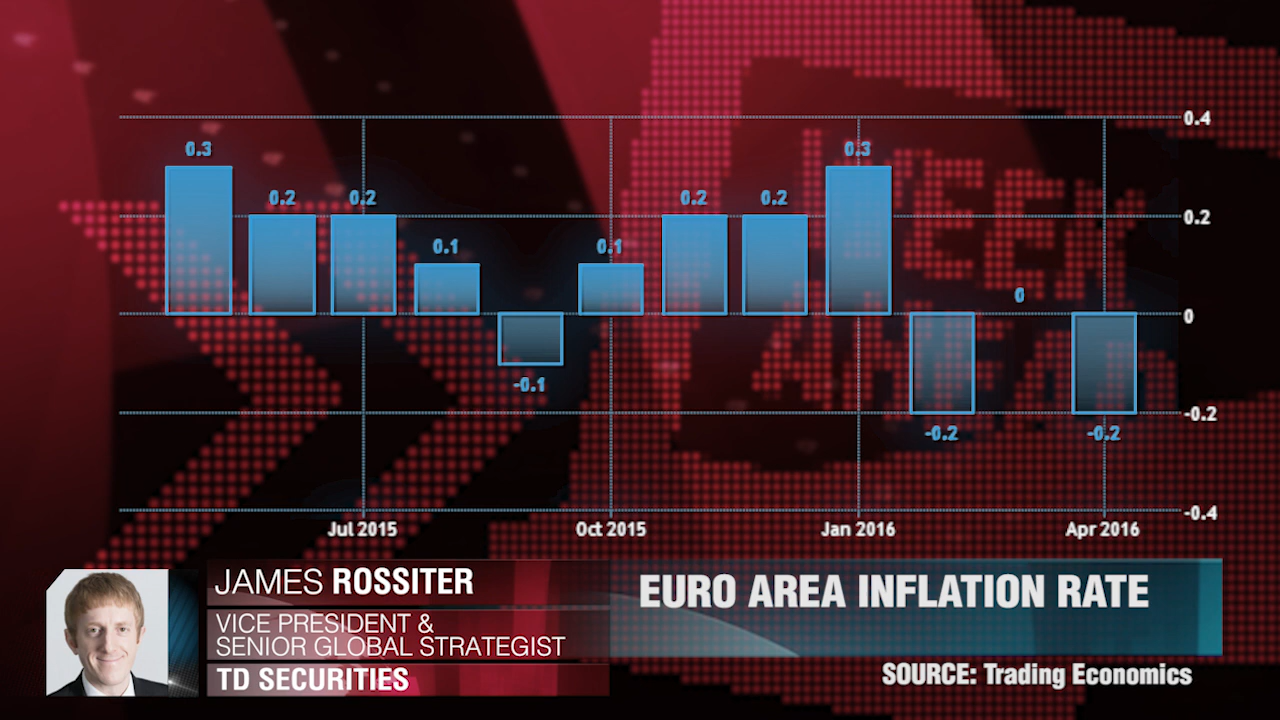 0.4
0.3
0.3
0.2
0.2
0.2
0.2
0.2
0.1
0.1
0
0
-0.1
-0.2
-0.2
-0.2
-0.4
Jul 2015
Oct 2015
Jan 2016
Apr 2016
JAMES ROSSITER
VICE PRESIDENT &
SENIOR GLOBAL STRATEGIST
TD SECURITIES
EURO AREA INFLATION RATE
SOURCE: Trading Economics